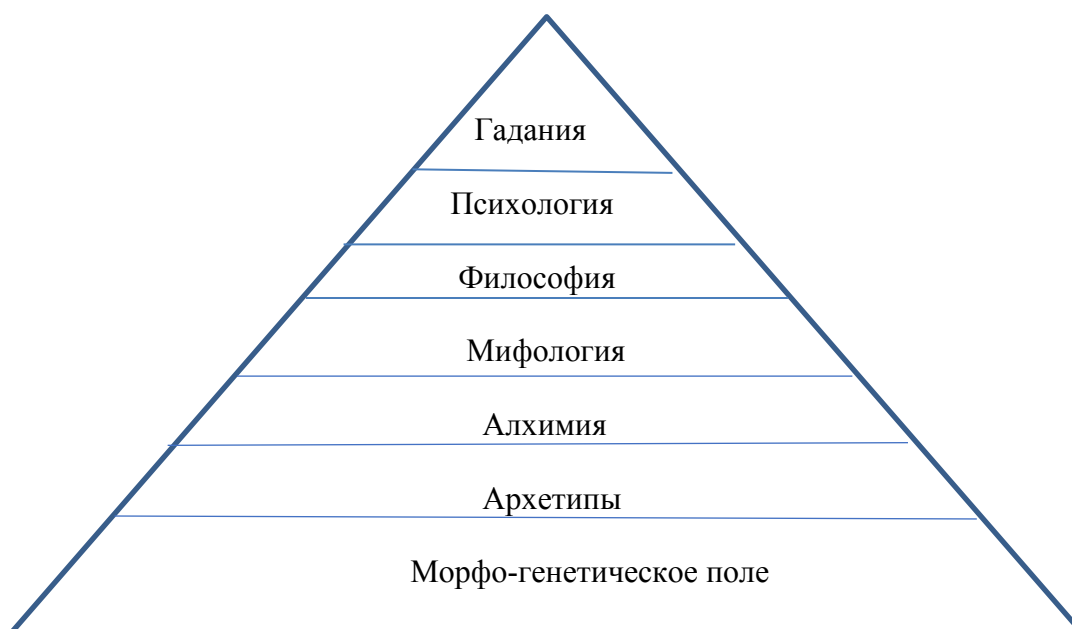 Гадания
Психология
Философия
Мифология
Алхимия
Архетипы
Морфо-генетическое поле